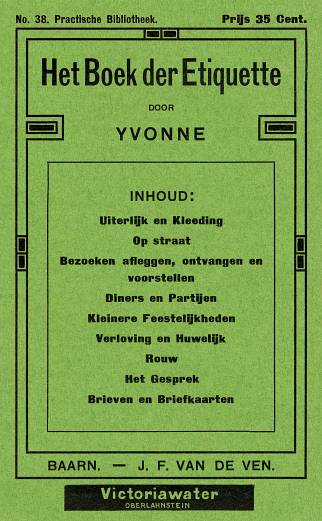 No. 38. Practische Bibliotheek. Prijs 35 Cent.
Het Boek der Etiquette
DOOR
YVONNE
INHOUD:
Uiterlijk en Kleeding
Op straat
Bezoeken afleggen, ontvangen en
voorstellen
Diners en Partijen
Kleinere Feestelijkheden
Verloving en Huwelijk
Rouw
Het Gesprek
Brieven en Briefkaarten
BAARN. — J. F. VAN DE VEN.
Victoriawater
OBERLAHNSTEIN